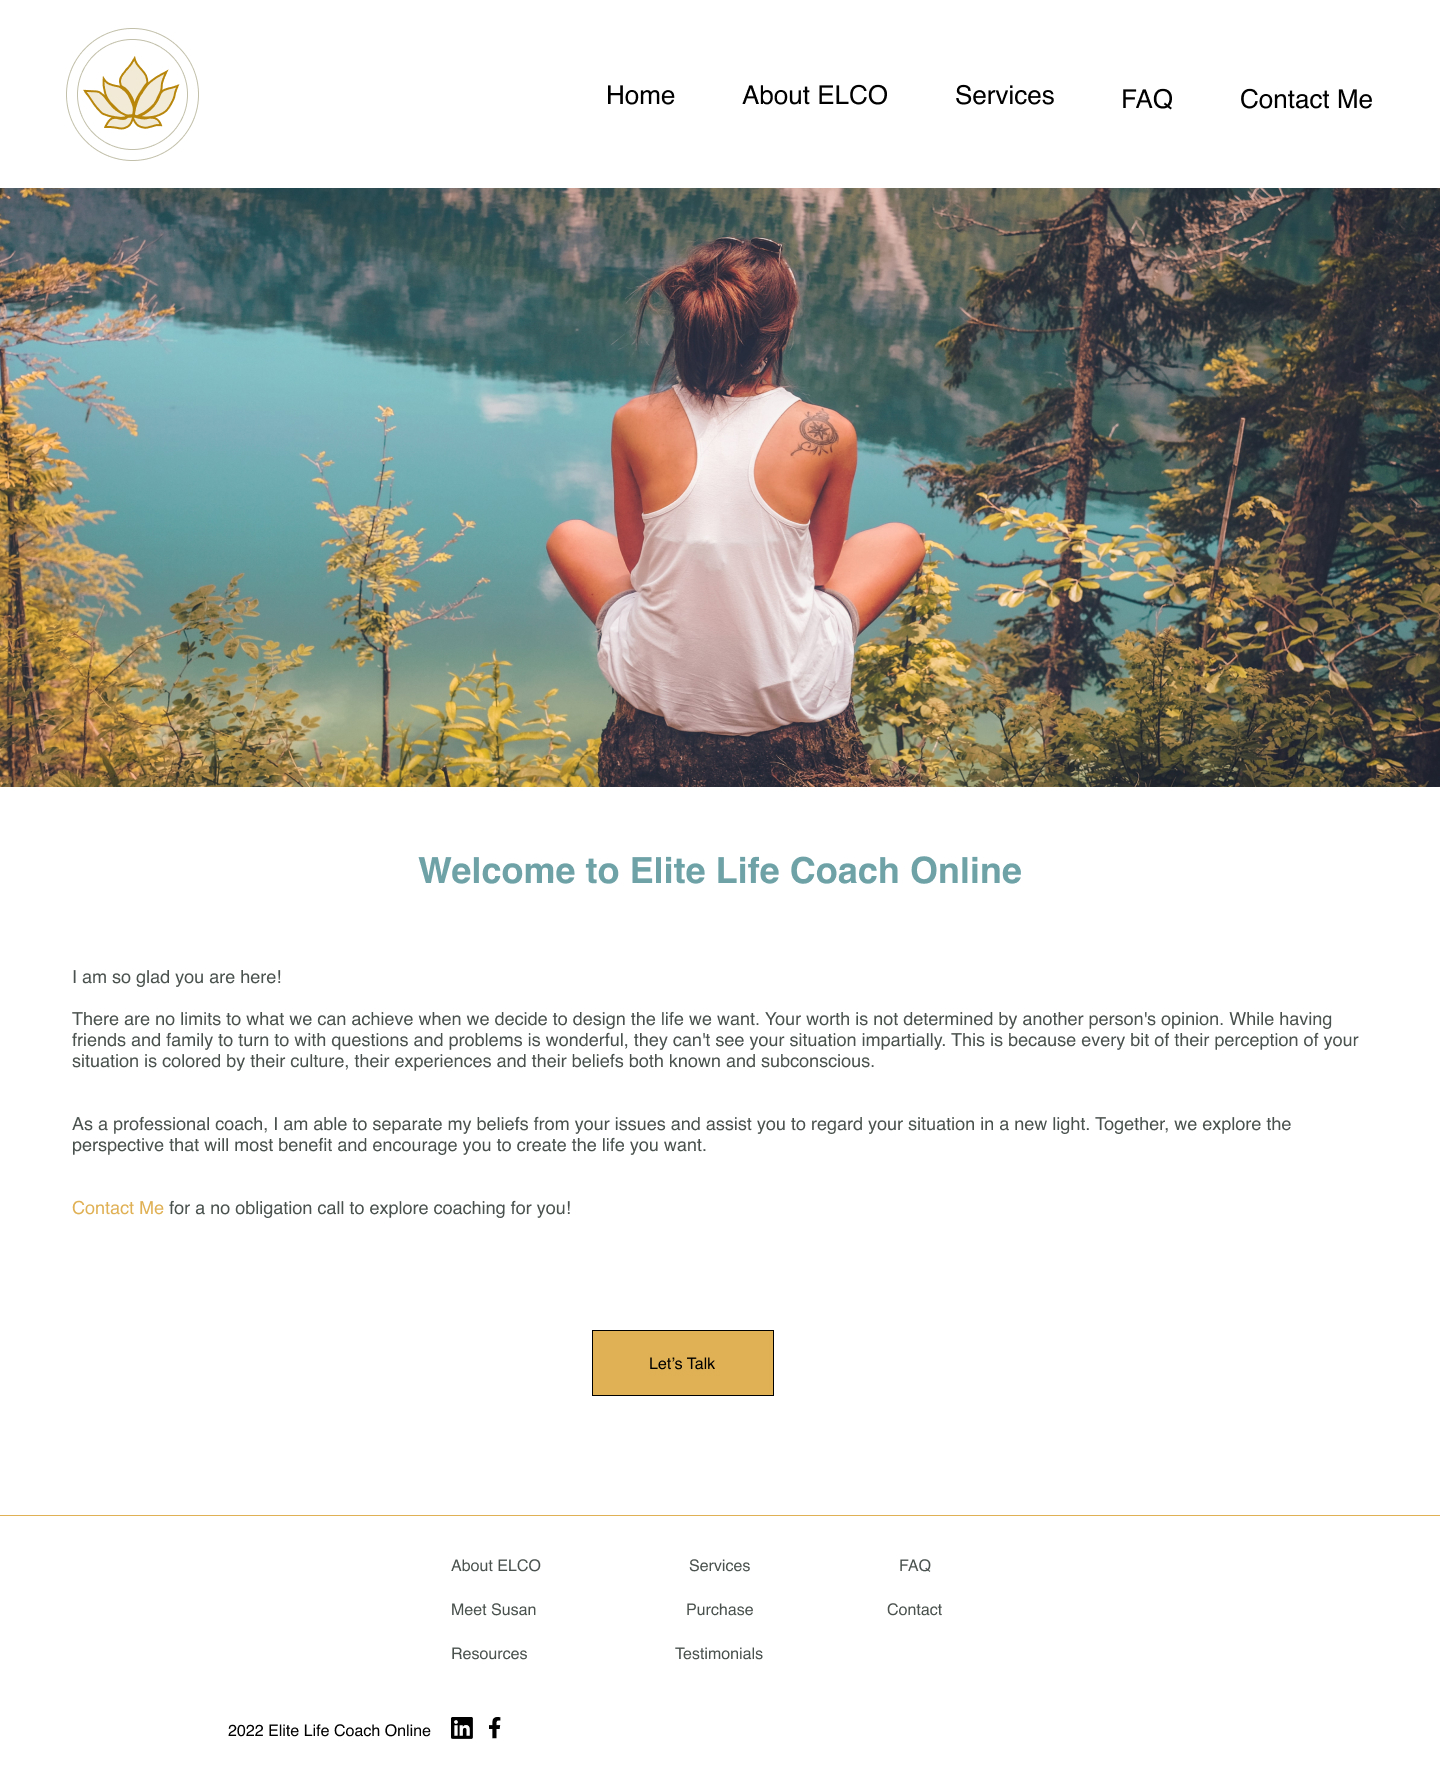 Home About ELCO Services FAQ Contact Me
Welcome to Elite Life Coach Online
I am so glad you are here!
There are no limits to what we can achieve when we decide to design the life we want. Your worth is not determined by another person's opinion. While having
friends and family to turn to with questions and problems is wonderful, they can't see your situation impartially. This is because every bit of their perception of your
situation is colored by their culture, their experiences and their beliefs both known and subconscious.
As a professional coach, I am able to separate my beliefs from your issues and assist you to regard your situation in a new light. Together, we explore the
perspective that will most benefit and encourage you to create the life you want.
Contact Me for a no obligation call to explore coaching for you!
Let’s Talk
About ELCO Services FAQ
Meet Susan Purchase Contact
Resources Testimonials
2022 Elite Life Coach Online